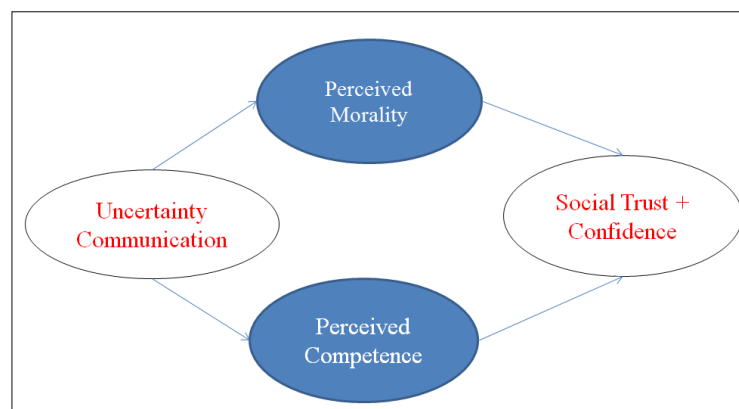 Perceived
Morality
Uncertainty
Communication
Social Trust +
Confidence
Perceived
Competence